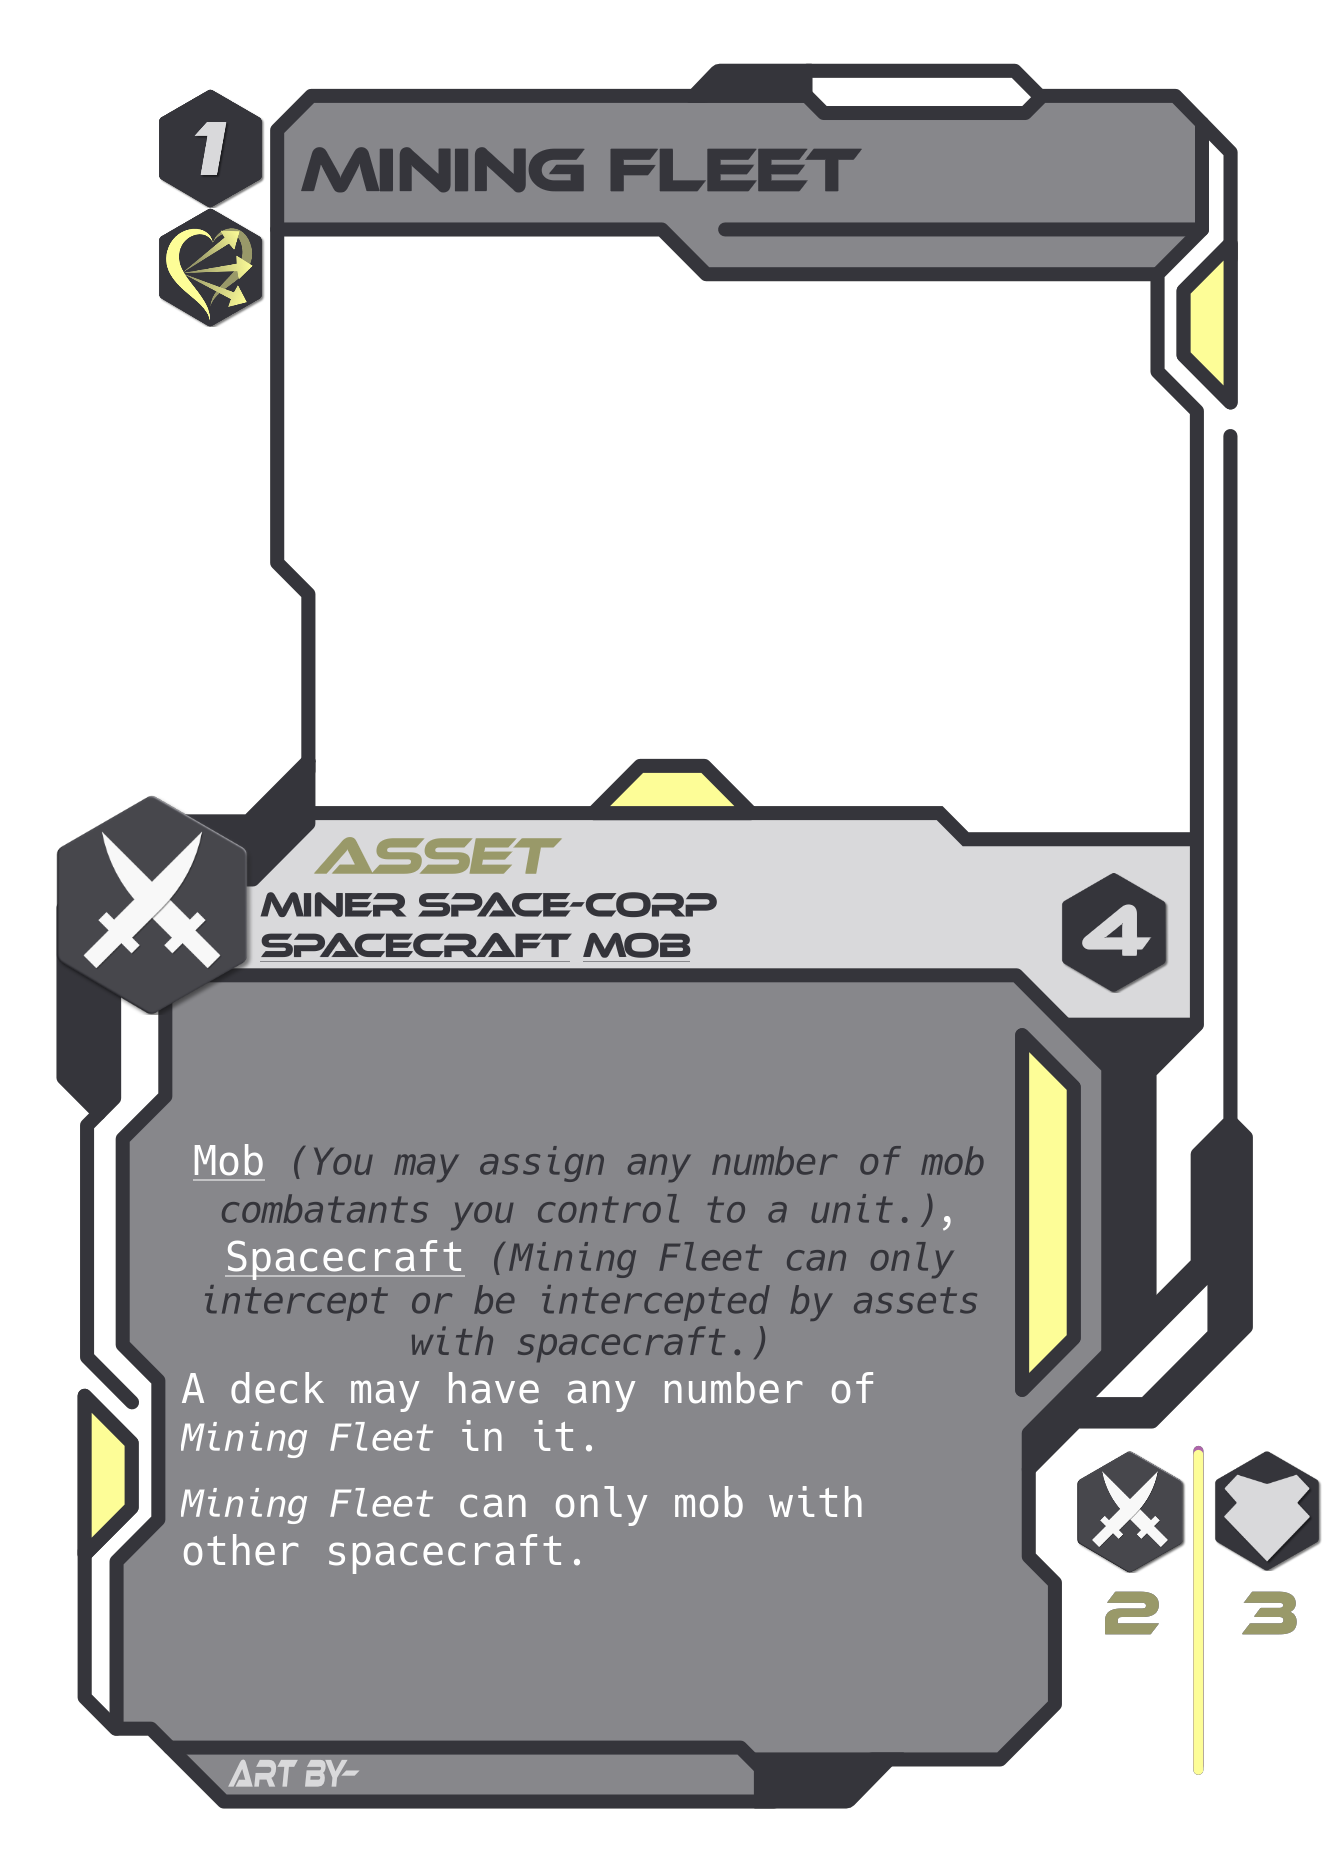 1
MINING FLEET
ASSET
MINER SPACE-CORP
SPACECRAFT MOB
4
Mob (You may assign any number of mob
combatants you control to a unit.),
Spacecraft (Mining Fleet can only
intercept or be intercepted by assets
with spacecraft.)
A deck may have any number of
Mining Fleet in it.
Mining Fleet can only mob with
other spacecraft.
2 3
ART BY-